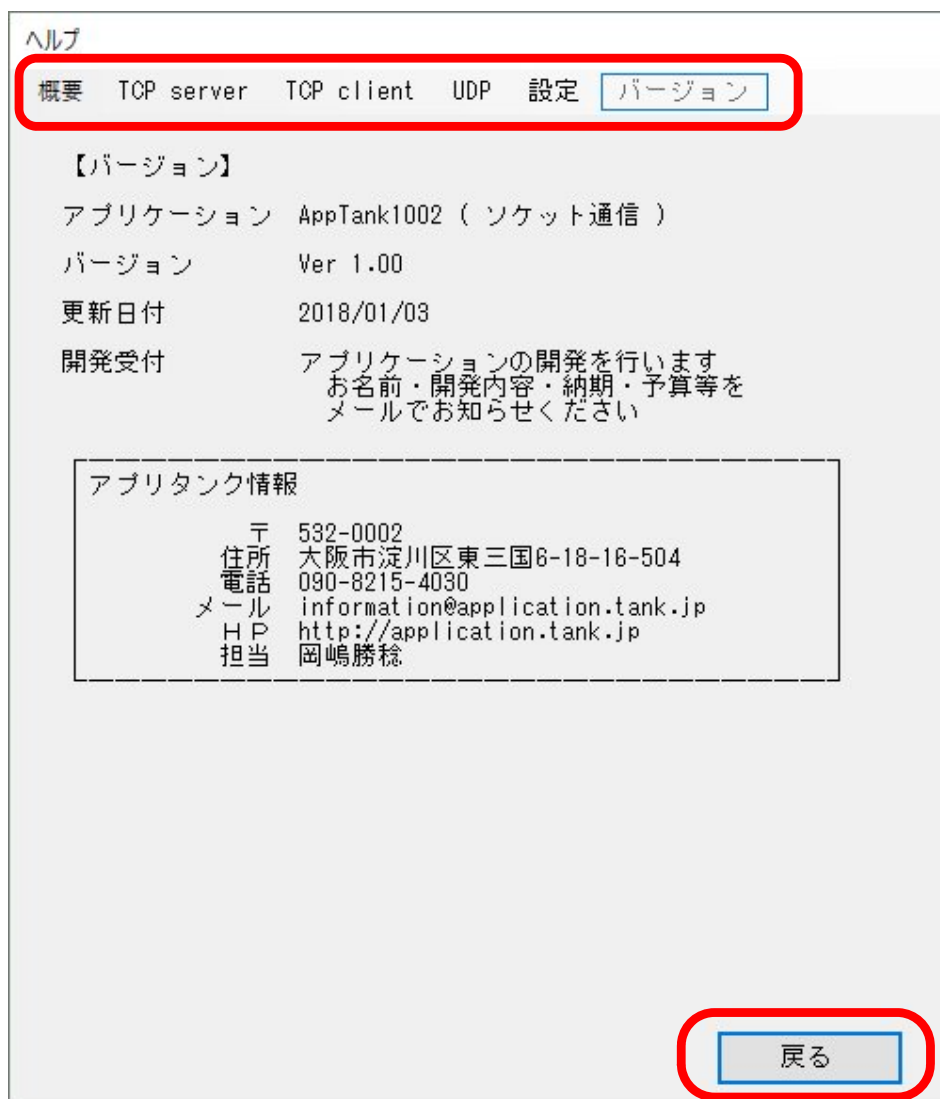 ヘルプ
概要 TCP server TCP client UDP 設定 バージョン
【バージョン】
アプリケーション AppTank1002 ( ソケット通信 )
バージョン Ver 1.00
更新日付 2018/01/03
開発受付 アプリケーションの開発を行います
お名前・開発内容・納期・予算等を
メールでお知らせください
アプリタンク情報
〒 532-0002
住所 大阪市淀川区東三国6-18-16-504
電話 090-8215-4030
メール information@application.tank.jp
ＨＰ http://application.tank.jp
担当 岡嶋勝稔
戻る